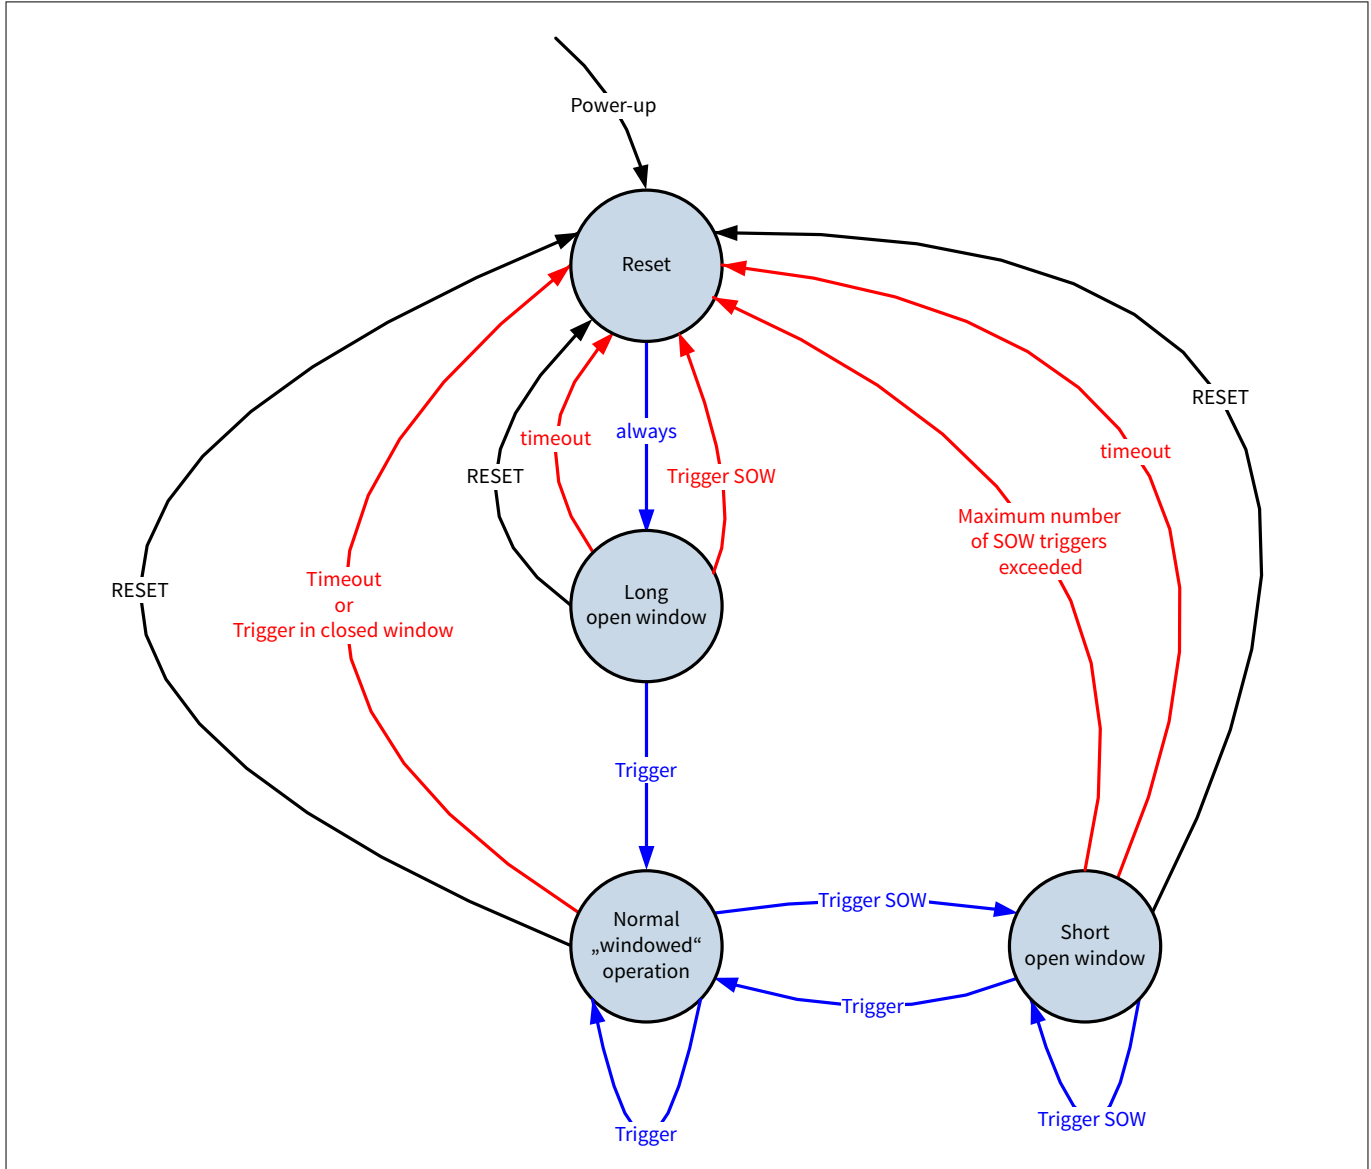 Power-up
Reset
RESET
timeout
always
timeout
RESET
Trigger SOW
Maximum number
of SOW triggers
exceeded
RESET
Timeout
or
Trigger in closed window
Long
open window
Trigger
Trigger SOW
Normal
„windowed“
operation
Short
open window
Trigger
Trigger SOW
Trigger